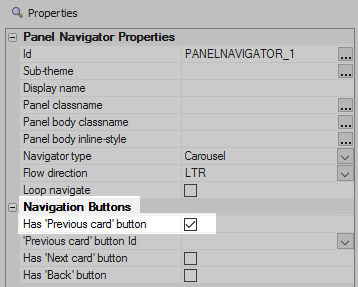 Properties
Panel Navigator Properties
Id PANELNAVIGATOR_1 ...
Sub-theme ...
Display name
Panel classname ...
Panel body classname ...
Panel body inline-style ...
Navigator type Carousel
Flow direction LTR
Loop navigate
Navigation Buttons
Has 'Previous card' button
'Previous card' button Id
Has 'Next card' button
Has 'Back' button